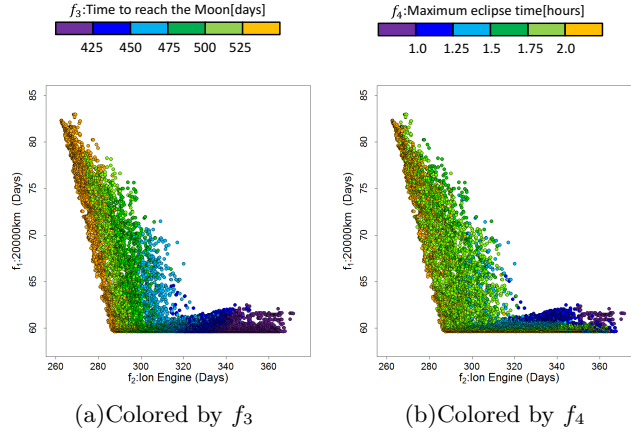 f3:Time to reach the Moon[days]
425 450 475 500 525
f4:Maximum eclipse time[hours]
1.0 1.25 1.5 1.75 2.0
85
80
75
70
65
60
f1:20000km (Days)
260 280 300 320 340 360
f2:Ion Engine (Days)
85
80
75
70
65
60
f1:20000km (Days)
260 280 300 320 340 360
f2:Ion Engine (Days)
(a)Colored by f3
(b)Colored by f4